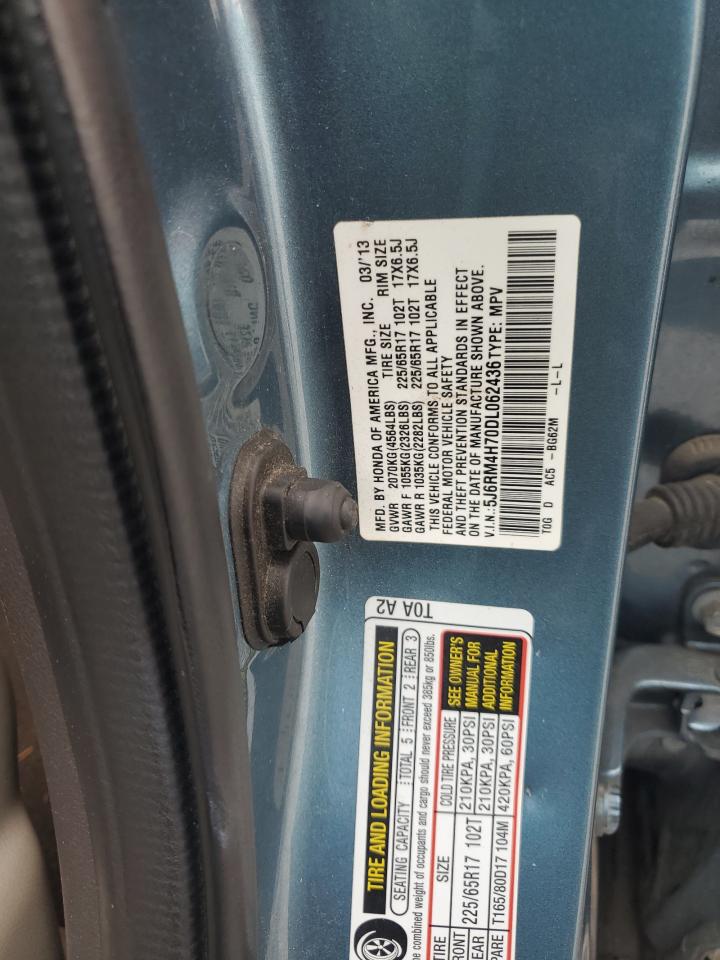 MFD. BY HONDA OF AMERICA MFG., INC. 03/'13
GVWR 2070KG(4564LBS) TIRE SIZE RIM SIZE
GAWR F 1055KG(2326LBS) 225/65R17 102T 17X6.5J
GAWR R 1035KG(2282LBS) 225/65R17 102T 17X6.5J
THIS VEHICLE CONFORMS TO ALL APPLICABLE
FEDERAL MOTOR VEHICLE SAFETY
AND THEFT PREVENTION STANDARDS IN EFFECT
ON THE DATE OF MANUFACTURE SHOWN ABOVE.
V.I.N.:5J6RM4H70DL062436 TYPE: MPV
T0G D AC5 -BG62M -L-L
T0A A2
TIRE AND LOADING INFORMATION
SEATING CAPACITY TOTAL 5 FRONT 2 REAR 3
e combined weight of occupants and cargo should never exceed 385kg or 850lbs.
TIRE SIZE COLD TIRE PRESSURE
RONT 225/65R17 102T 210KPA, 30PSI
EAR 210KPA, 30PSI
PARE T165/80D17 104M 420KPA, 60PSI
SEE OWNER'S
MANUAL FOR
ADDITIONAL
INFORMATION